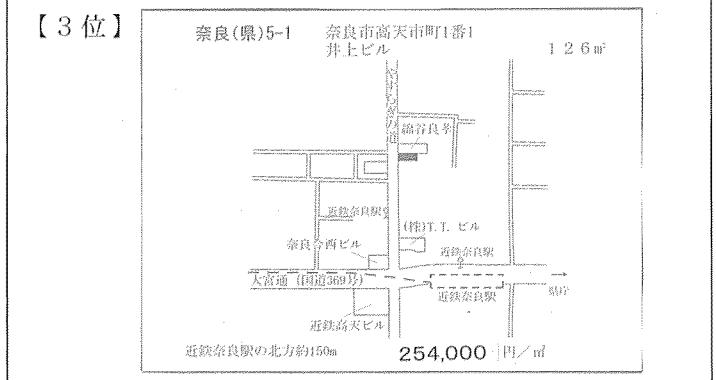 【3位】
奈良(県)5-1 奈良市高天市町1番1
井上ビル
126㎡
やすらぎの道
綿谷良孝
近鉄奈良駅
(株)T.T. ビル
奈良今西ビル
近鉄奈良駅
大宮通 (国道369号)
近鉄奈良駅
県庁
近鉄高天ビル
近鉄奈良駅の北方約150m 254,000 円/㎡